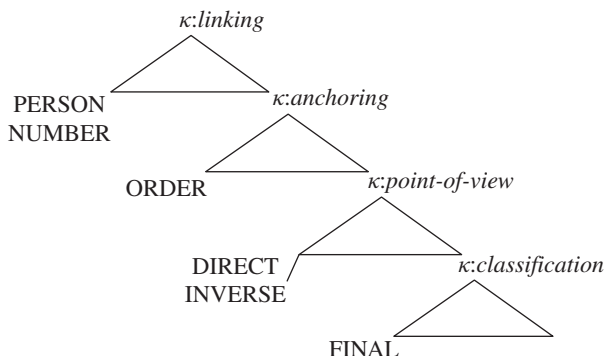 κ:linking
PERSON
NUMBER
κ:anchoring
ORDER
κ:point-of-view
DIRECT
INVERSE
κ:classification
FINAL